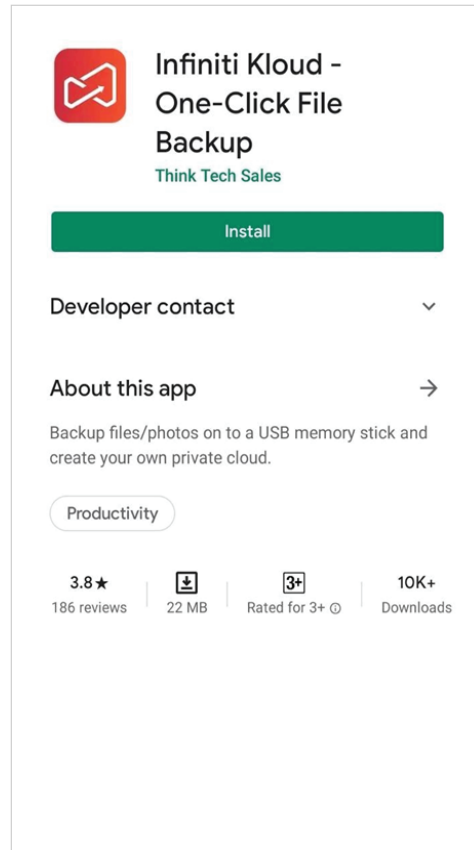 Infiniti Kloud -
One-Click File
Backup
Think Tech Sales
Install
Developer contact
About this app
Backup files/photos on to a USB memory stick and
create your own private cloud.
Productivity
3.8★
186 reviews
22 MB
3+
Rated for 3+
10K+
Downloads